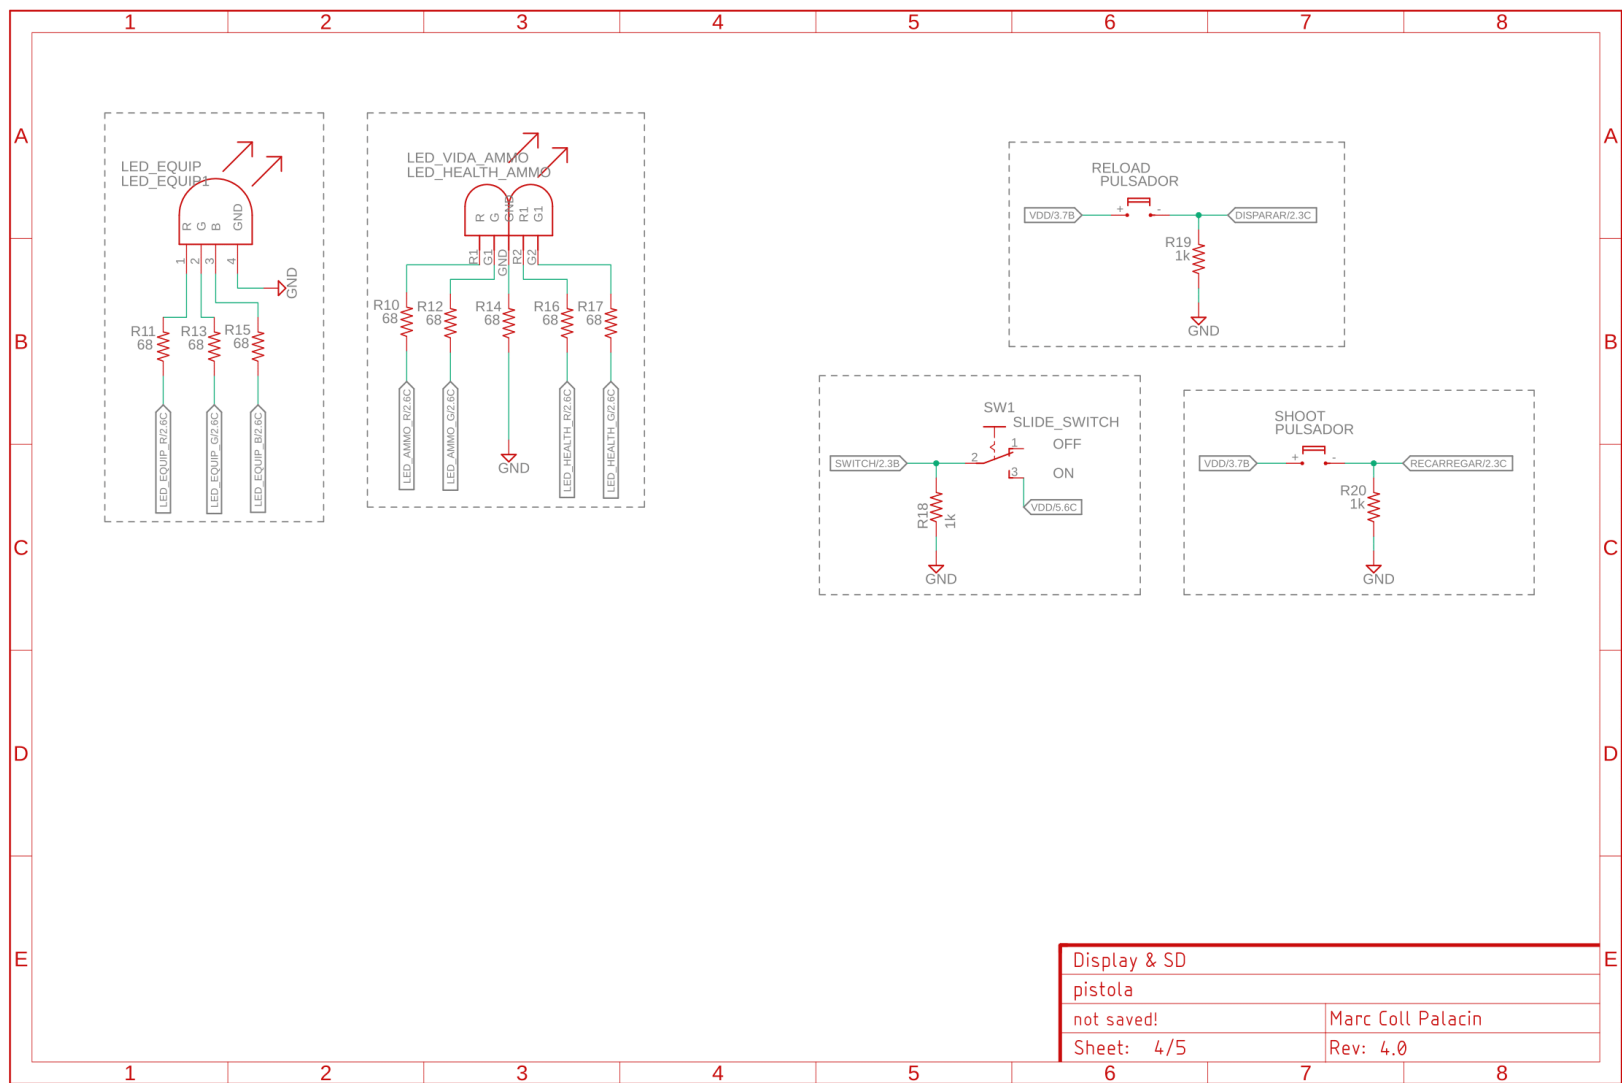 1 2 3 4 5 6 7 8
A
B
C
D
E
LED_EQUIP
LED_EQUIP1
R G B GND
1 2 3 4
GND
R11
68
R13
68
R15
68
LED_EQUIP_R/2.6C
LED_EQUIP_G/2.6C
LED_EQUIP_B/2.6C
LED_VIDA_AMMO
LED_HEALTH_AMMO
R G GND R1 G1
R1 G1 GND R2 G2
R10
68
R12
68
R14
68
R16
68
R17
68
LED_AMMO_R/2.6C
LED_AMMO_G/2.6C
GND
LED_HEALTH_R/2.6C
LED_HEALTH_G/2.6C
RELOAD
PULSADOR
VDD/3.7B
+ -
DISPARAR/2.3C
R19
1k
GND
SW1
SLIDE_SWITCH
SWITCH/2.3B
2
1
OFF
3
ON
VDD/5.6C
R18
1k
GND
SHOOT
PULSADOR
VDD/3.7B
+ -
RECARREGAR/2.3C
R20
1k
GND
A
B
C
D
E
Display & SD
pistola
not saved!
Marc Coll Palacin
Sheet: 4/5
Rev: 4.0
1 2 3 4 5 6 7 8